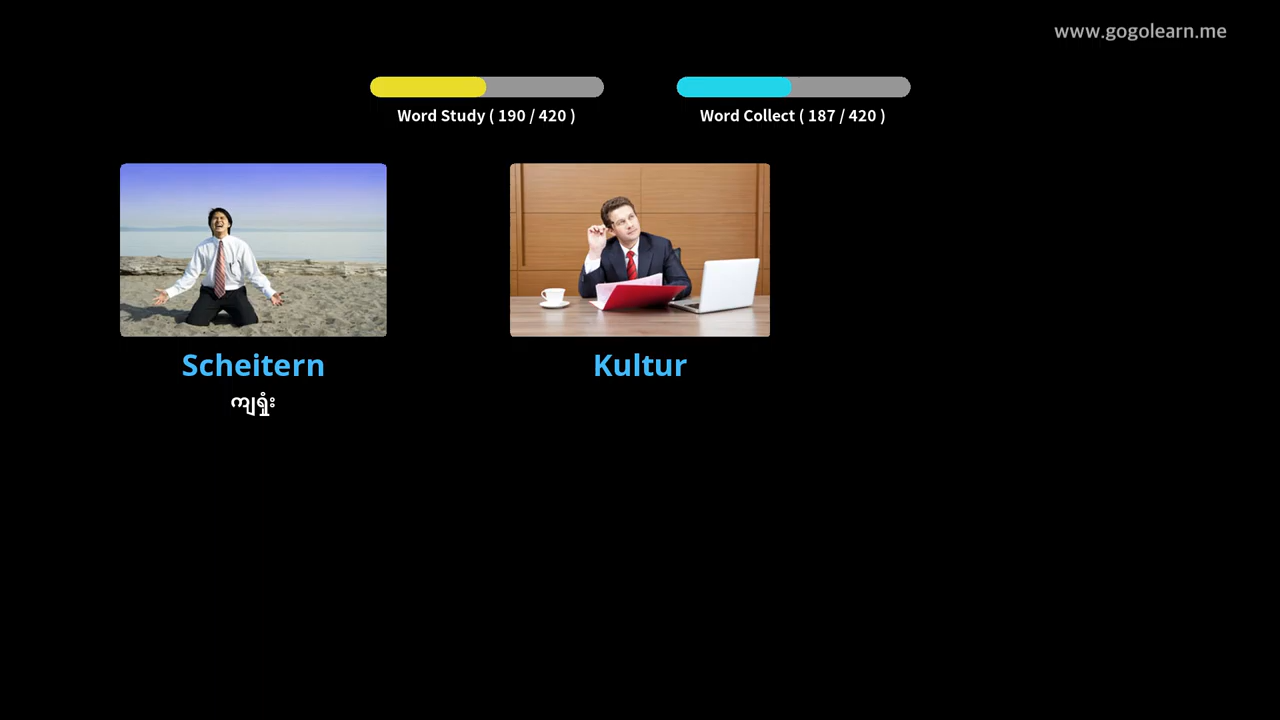 www.gogolearn.me
Word Study ( 190 / 420 )
Word Collect ( 187 / 420 )
Scheitern
Kultur
ကျရှုံး